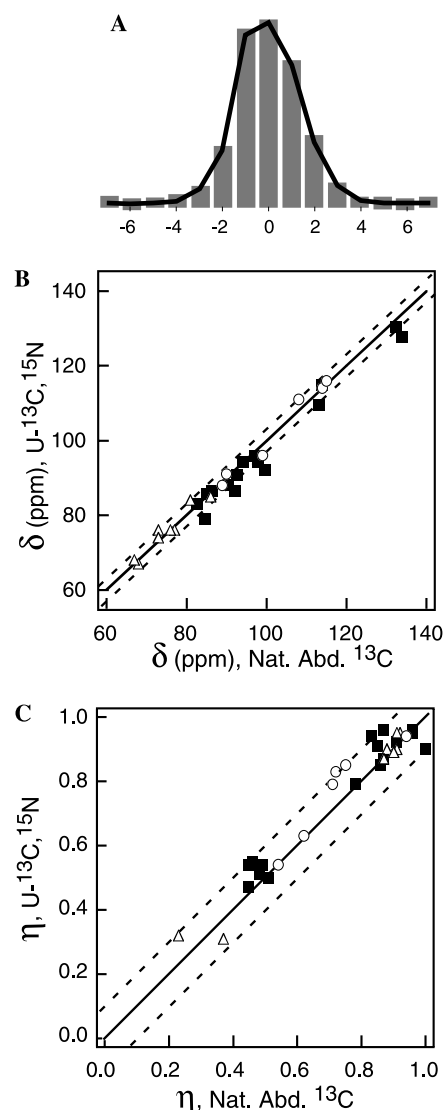 A
-6 -4 -2 0 2 4 6
B
140
120
100
80
60
δ (ppm), U-¹³C,¹⁵N
60 80 100 120 140
δ (ppm), Nat. Abd. ¹³C
C
1.0
0.8
0.6
0.4
0.2
0.0
η, U-¹³C,¹⁵N
0.0 0.2 0.4 0.6 0.8 1.0
η, Nat. Abd. ¹³C